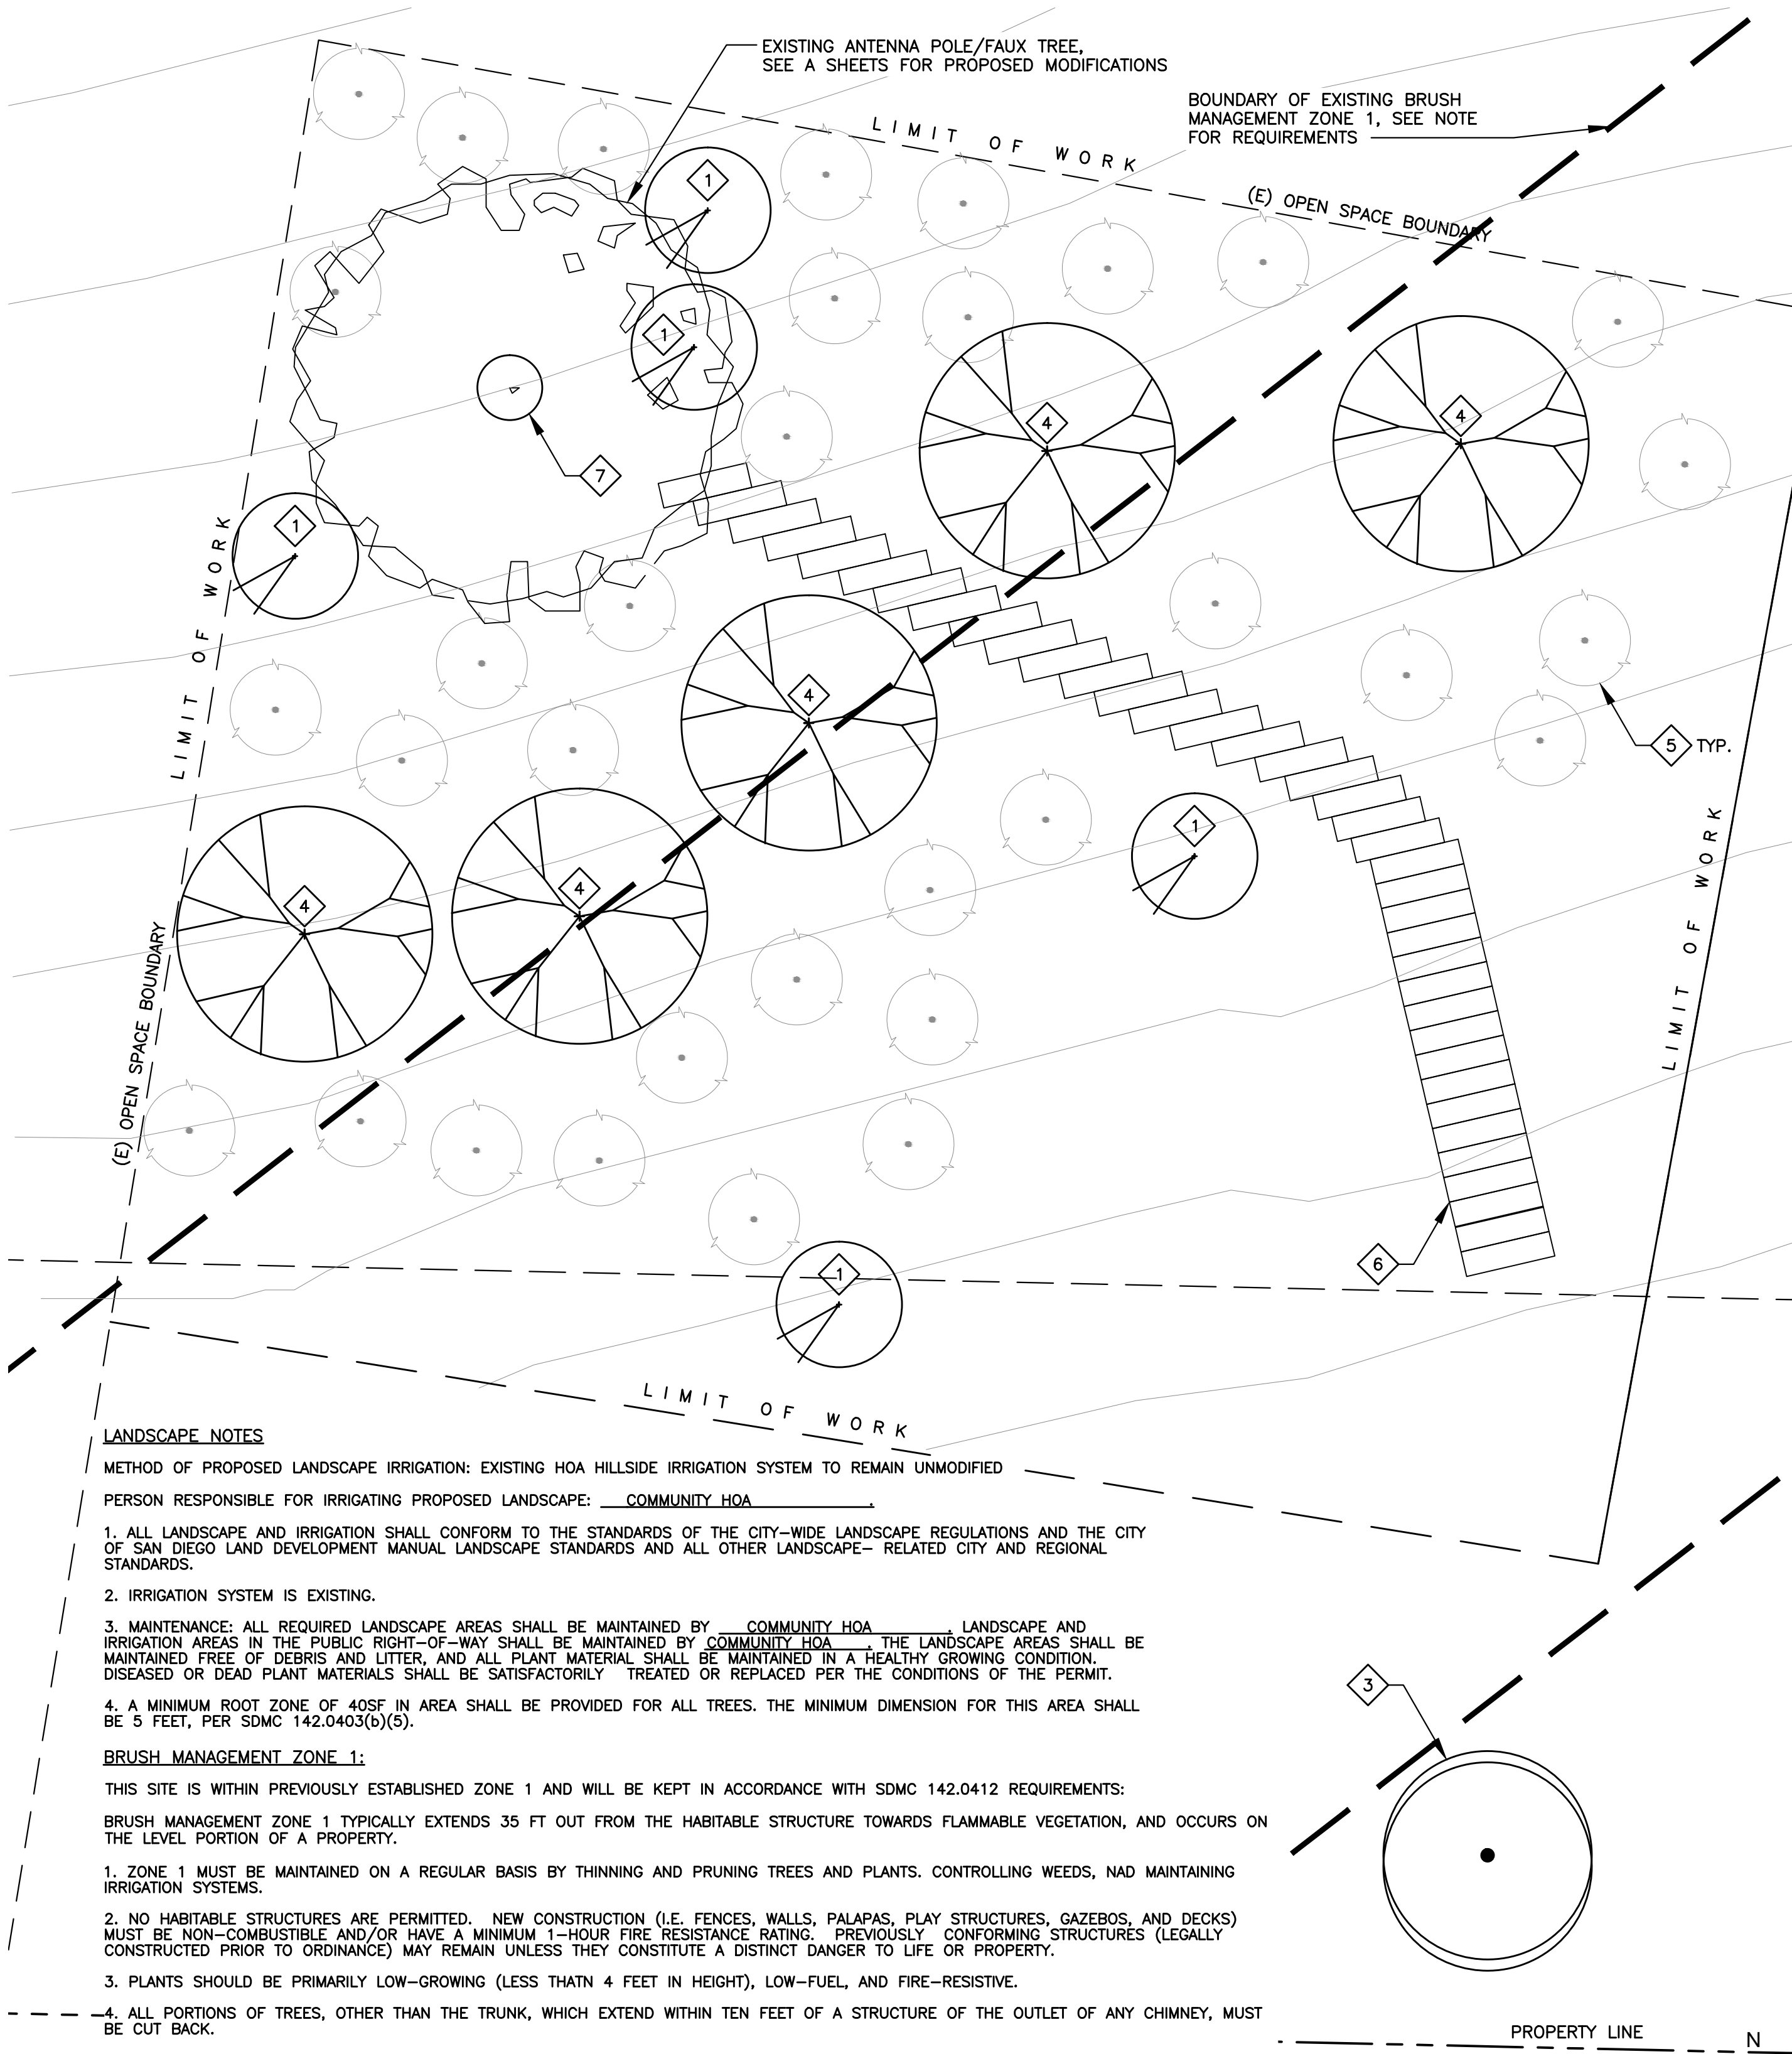 EXISTING ANTENNA POLE/FAUX TREE,
SEE A SHEETS FOR PROPOSED MODIFICATIONS
BOUNDARY OF EXISTING BRUSH
MANAGEMENT ZONE 1, SEE NOTE
FOR REQUIREMENTS
LIMIT OF WORK
(E) OPEN SPACE BOUNDARY
1
1
4
4
7
1
LIMIT OF WORK
4
5 TYP.
1
4
4
LIMIT OF WORK
(E) OPEN SPACE BOUNDARY
6
1
LIMIT OF WORK
LANDSCAPE NOTES
METHOD OF PROPOSED LANDSCAPE IRRIGATION: EXISTING HOA HILLSIDE IRRIGATION SYSTEM TO REMAIN UNMODIFIED
PERSON RESPONSIBLE FOR IRRIGATING PROPOSED LANDSCAPE: COMMUNITY HOA .
1. ALL LANDSCAPE AND IRRIGATION SHALL CONFORM TO THE STANDARDS OF THE CITY-WIDE LANDSCAPE REGULATIONS AND THE CITY
OF SAN DIEGO LAND DEVELOPMENT MANUAL LANDSCAPE STANDARDS AND ALL OTHER LANDSCAPE- RELATED CITY AND REGIONAL
STANDARDS.
2. IRRIGATION SYSTEM IS EXISTING.
3. MAINTENANCE: ALL REQUIRED LANDSCAPE AREAS SHALL BE MAINTAINED BY COMMUNITY HOA . LANDSCAPE AND
IRRIGATION AREAS IN THE PUBLIC RIGHT-OF-WAY SHALL BE MAINTAINED BY COMMUNITY HOA . THE LANDSCAPE AREAS SHALL BE
MAINTAINED FREE OF DEBRIS AND LITTER, AND ALL PLANT MATERIAL SHALL BE MAINTAINED IN A HEALTHY GROWING CONDITION.
DISEASED OR DEAD PLANT MATERIALS SHALL BE SATISFACTORILY TREATED OR REPLACED PER THE CONDITIONS OF THE PERMIT.
4. A MINIMUM ROOT ZONE OF 40SF IN AREA SHALL BE PROVIDED FOR ALL TREES. THE MINIMUM DIMENSION FOR THIS AREA SHALL
BE 5 FEET, PER SDMC 142.0403(b)(5).
BRUSH MANAGEMENT ZONE 1:
THIS SITE IS WITHIN PREVIOUSLY ESTABLISHED ZONE 1 AND WILL BE KEPT IN ACCORDANCE WITH SDMC 142.0412 REQUIREMENTS:
BRUSH MANAGEMENT ZONE 1 TYPICALLY EXTENDS 35 FT OUT FROM THE HABITABLE STRUCTURE TOWARDS FLAMMABLE VEGETATION, AND OCCURS ON
THE LEVEL PORTION OF A PROPERTY.
1. ZONE 1 MUST BE MAINTAINED ON A REGULAR BASIS BY THINNING AND PRUNING TREES AND PLANTS. CONTROLLING WEEDS, NAD MAINTAINING
IRRIGATION SYSTEMS.
2. NO HABITABLE STRUCTURES ARE PERMITTED. NEW CONSTRUCTION (I.E. FENCES, WALLS, PALAPAS, PLAY STRUCTURES, GAZEBOS, AND DECKS)
MUST BE NON-COMBUSTIBLE AND/OR HAVE A MINIMUM 1-HOUR FIRE RESISTANCE RATING. PREVIOUSLY CONFORMING STRUCTURES (LEGALLY
CONSTRUCTED PRIOR TO ORDINANCE) MAY REMAIN UNLESS THEY CONSTITUTE A DISTINCT DANGER TO LIFE OR PROPERTY.
3. PLANTS SHOULD BE PRIMARILY LOW-GROWING (LESS THATN 4 FEET IN HEIGHT), LOW-FUEL, AND FIRE-RESISTIVE.
4. ALL PORTIONS OF TREES, OTHER THAN THE TRUNK, WHICH EXTEND WITHIN TEN FEET OF A STRUCTURE OF THE OUTLET OF ANY CHIMNEY, MUST
BE CUT BACK.
3
PROPERTY LINE
N